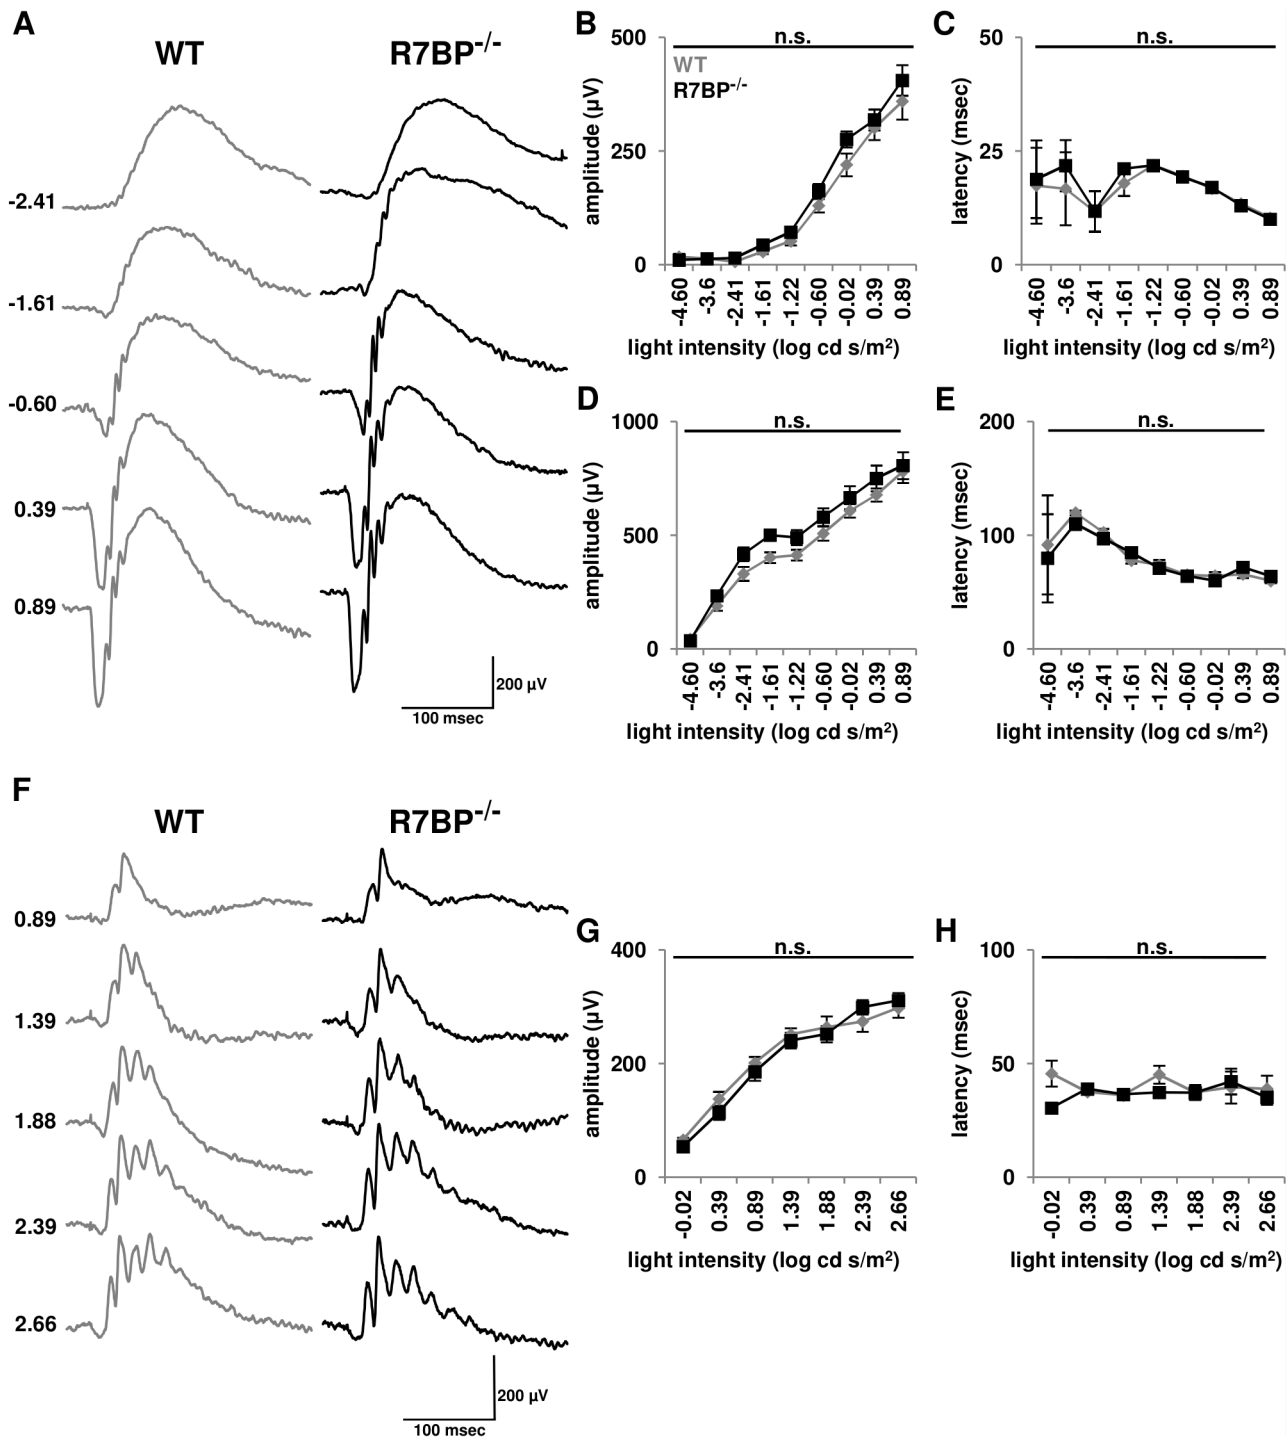 A
WT
R7BP-/-
-2.41
-1.61
-0.60
0.39
0.89
200 µV
100 msec
B
n.s.
WT
R7BP-/-
500
250
0
amplitude (µV)
-4.60
-3.6
-2.41
-1.61
-1.22
-0.60
-0.02
0.39
0.89
light intensity (log cd s/m²)
C
n.s.
50
25
0
latency (msec)
-4.60
-3.6
-2.41
-1.61
-1.22
-0.60
-0.02
0.39
0.89
light intensity (log cd s/m²)
D
n.s.
1000
500
0
amplitude (µV)
-4.60
-3.6
-2.41
-1.61
-1.22
-0.60
-0.02
0.39
0.89
light intensity (log cd s/m²)
E
n.s.
200
100
0
latency (msec)
-4.60
-3.6
-2.41
-1.61
-1.22
-0.60
-0.02
0.39
0.89
light intensity (log cd s/m²)
F
WT
R7BP-/-
0.89
1.39
1.88
2.39
2.66
200 µV
100 msec
G
n.s.
400
200
0
amplitude (µV)
-0.02
0.39
0.89
1.39
1.88
2.39
2.66
light intensity (log cd s/m²)
H
n.s.
100
50
0
latency (msec)
-0.02
0.39
0.89
1.39
1.88
2.39
2.66
light intensity (log cd s/m²)